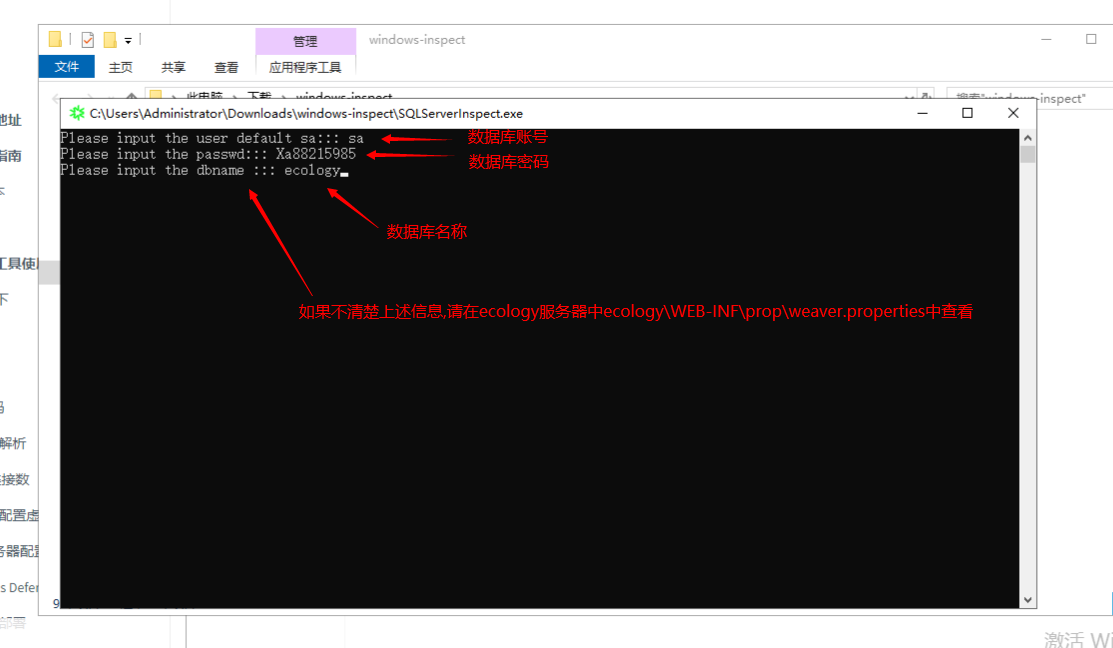 管理
windows-inspect
文件
主页
共享
查看
应用程序工具
此电脑
下载
windows-inspect
搜索"windows-inspect"
C:\Users\Administrator\Downloads\windows-inspect\SQLServerInspect.exe
地址
Please input the user default sa::: sa
数据库账号
指南
Please input the passwd::: Xa88215985
数据库密码
Please input the dbname ::: ecology
数据库名称
工具使
下
如果不清楚上述信息,请在ecology服务器中ecology\WEB-INF\prop\weaver.properties中查看
解析
连接数
配置虚
务器配置
s Defer
9
部署
激活 Wi